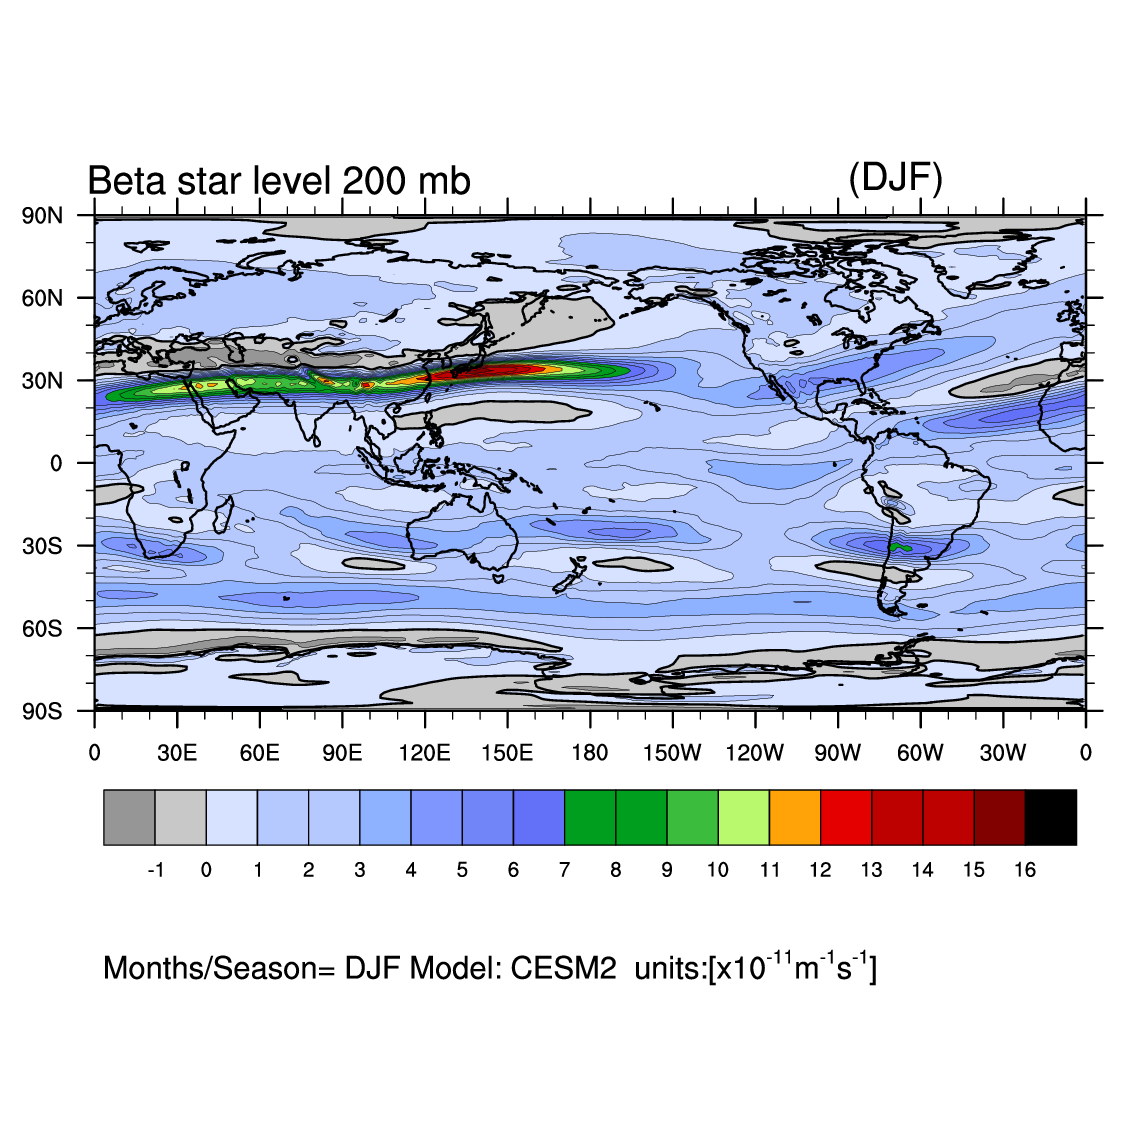 Beta star level 200 mb (DJF)
90N
60N
30N
0
30S
60S
90S
0 30E 60E 90E 120E 150E 180 150W 120W 90W 60W 30W 0
-1 0 1 2 3 4 5 6 7 8 9 10 11 12 13 14 15 16
Months/Season= DJF Model: CESM2 units:[x10⁻¹¹m⁻¹s⁻¹]